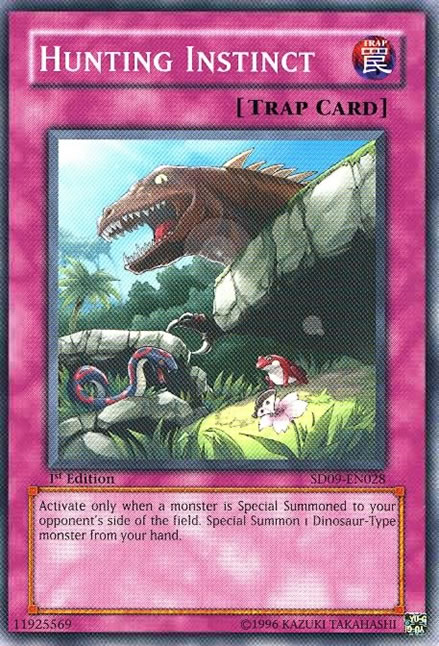 HUNTING INSTINCT
TRAP
罠
[TRAP CARD]
1st Edition
SD09-EN028
Activate only when a monster is Special Summoned to your
opponent's side of the field. Special Summon 1 Dinosaur-Type
monster from your hand.
11925569
©1996 KAZUKI TAKAHASHI